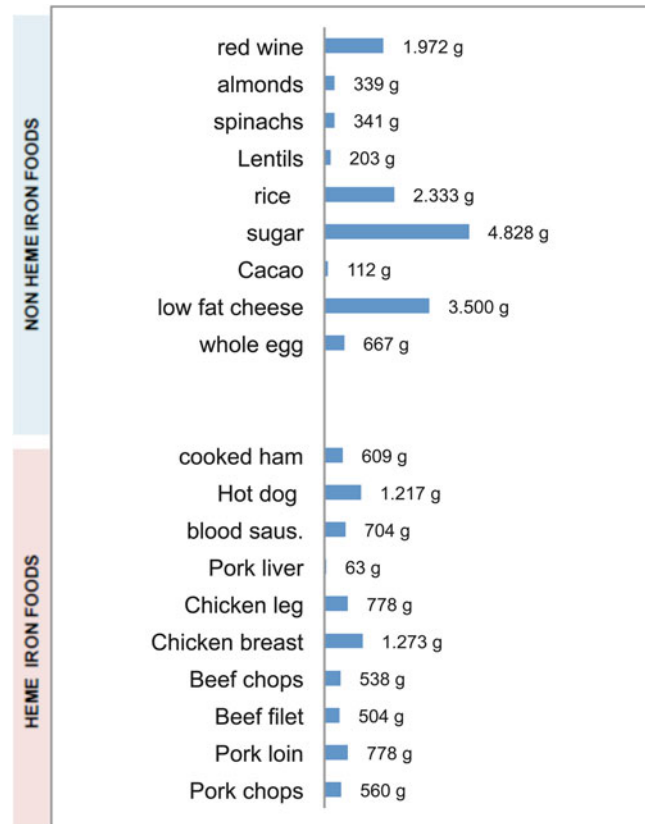 NON HEME IRON FOODS
red wine 1.972 g
almonds 339 g
spinachs 341 g
Lentils 203 g
rice 2.333 g
sugar 4.828 g
Cacao 112 g
low fat cheese 3.500 g
whole egg 667 g
HEME IRON FOODS
cooked ham 609 g
Hot dog 1.217 g
blood saus. 704 g
Pork liver 63 g
Chicken leg 778 g
Chicken breast 1.273 g
Beef chops 538 g
Beef filet 504 g
Pork loin 778 g
Pork chops 560 g